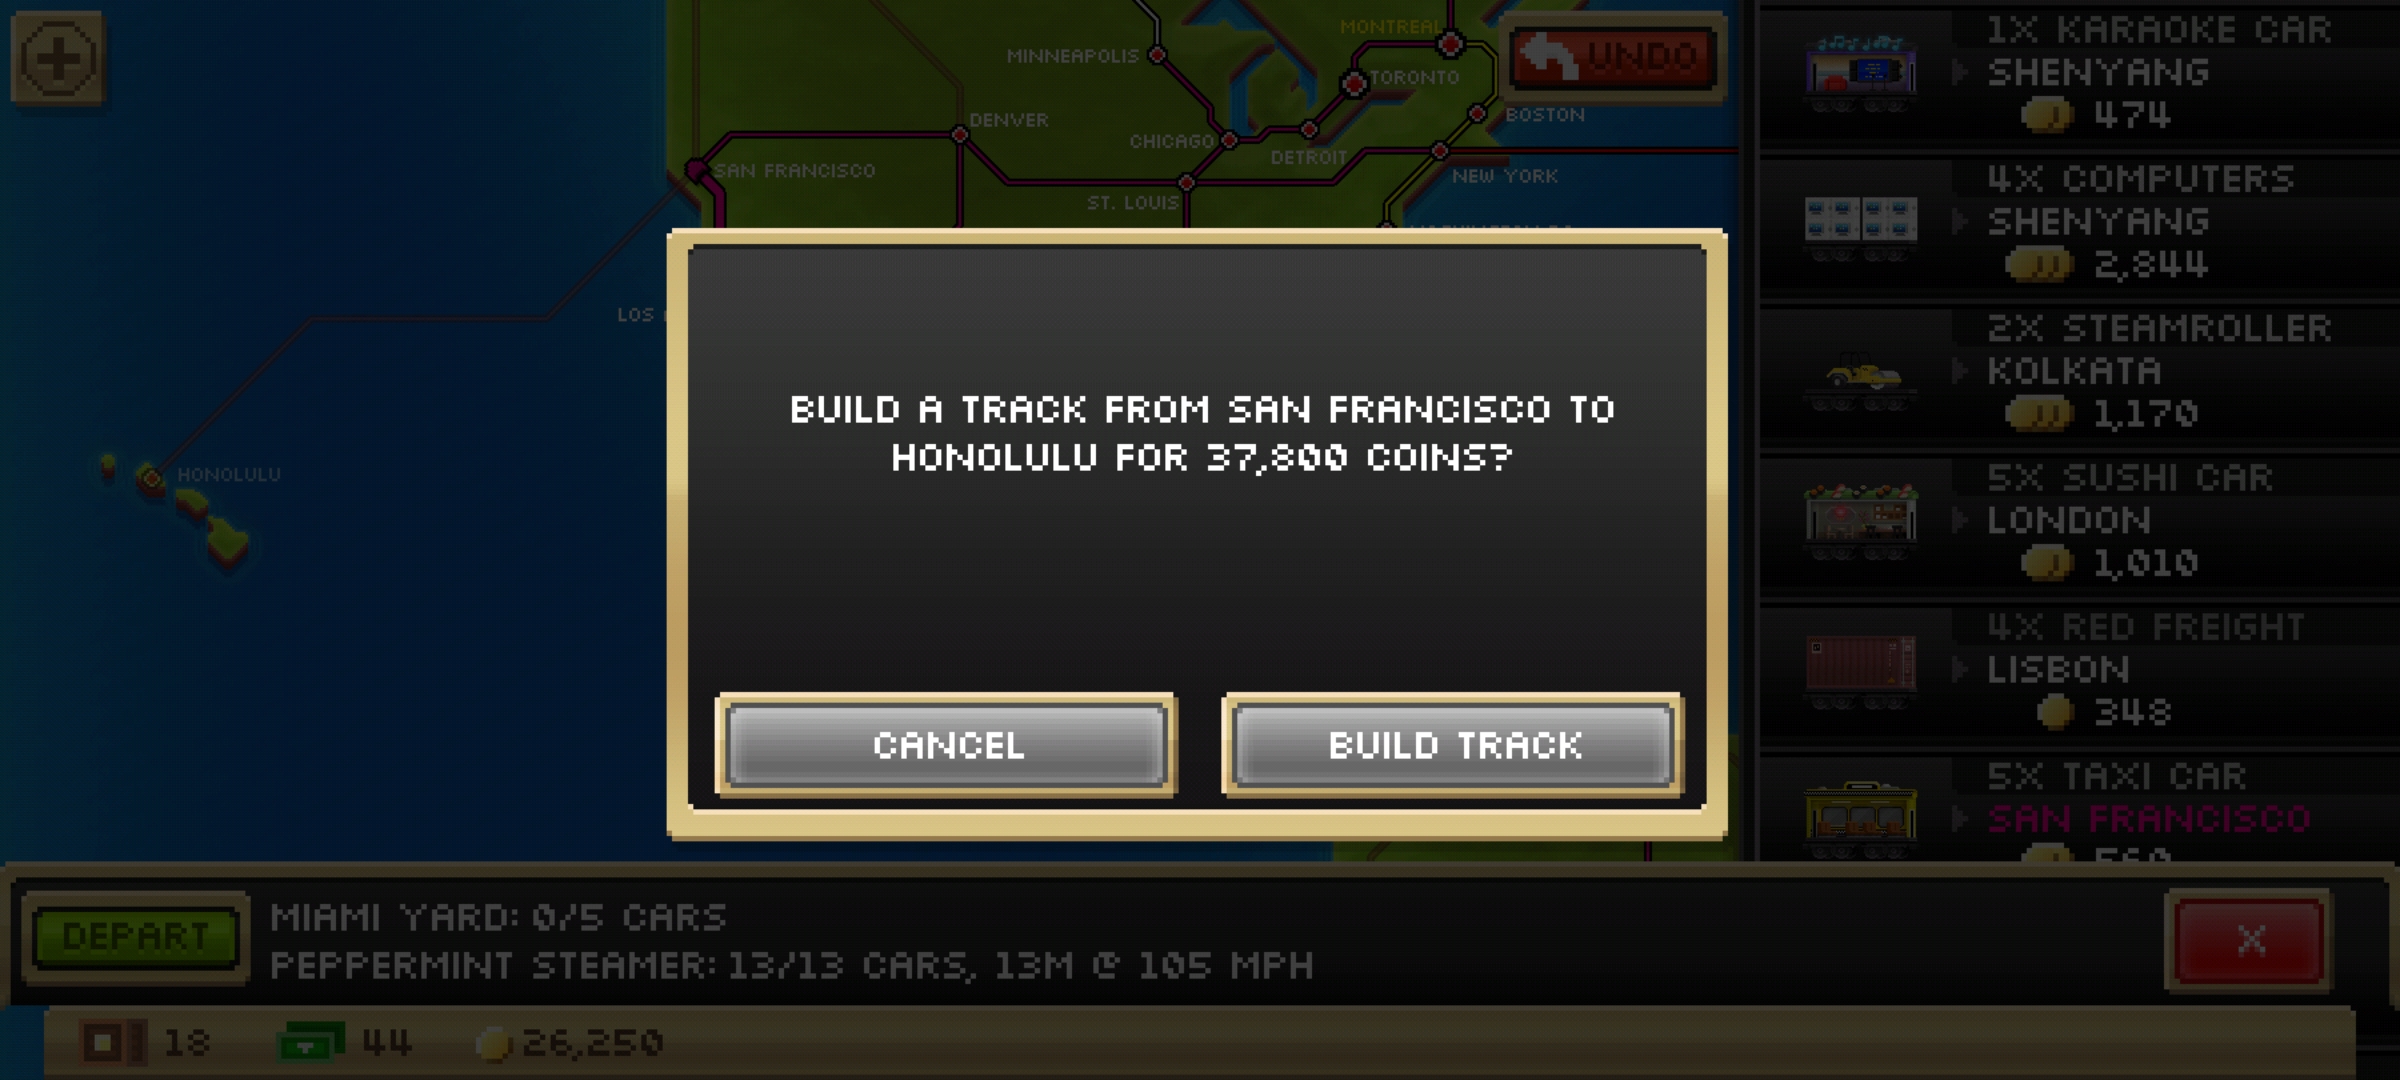 MINNEAPOLIS
MONTREAL
TORONTO
UNDO
BOSTON
DENVER
CHICAGO
DETROIT
SAN FRANCISCO
NEW YORK
ST. LOUIS
LOS
HONOLULU
BUILD A TRACK FROM SAN FRANCISCO TO
HONOLULU FOR 37,800 COINS?
CANCEL
BUILD TRACK
1X KARAOKE CAR
SHENYANG
474
4X COMPUTERS
SHENYANG
2,844
2X STEAMROLLER
KOLKATA
1,170
5X SUSHI CAR
LONDON
1,010
4X RED FREIGHT
LISBON
348
5X TAXI CAR
SAN FRANCISCO
560
DEPART
MIAMI YARD: 0/5 CARS
PEPPERMINT STEAMER: 13/13 CARS, 13M @ 105 MPH
X
18
44
26,250